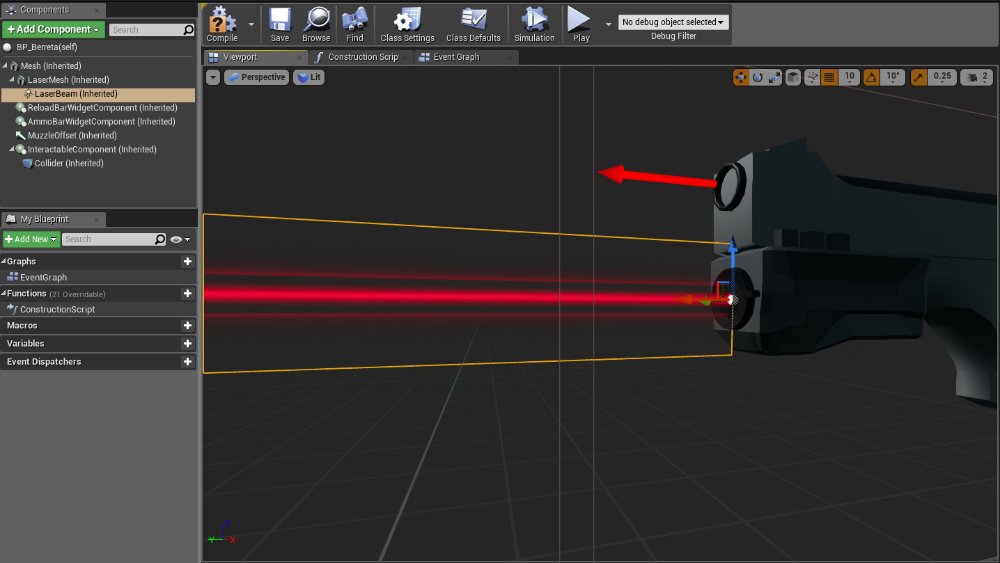 Components
Add Component
Search
BP_Berreta(self)
Mesh (Inherited)
LaserMesh (Inherited)
LaserBeam (Inherited)
ReloadBarWidgetComponent (Inherited)
AmmoBarWidgetComponent (Inherited)
MuzzleOffset (Inherited)
InteractableComponent (Inherited)
Collider (Inherited)
My Blueprint
Add New
Search
Graphs
EventGraph
Functions (21 Overridable)
ConstructionScript
Macros
Variables
Event Dispatchers
Compile
Save
Browse
Find
Class Settings
Class Defaults
Simulation
Play
No debug object selected
Debug Filter
Viewport
Construction Scrip
Event Graph
Perspective
Lit
10
10°
0.25
2
Z
Y
X